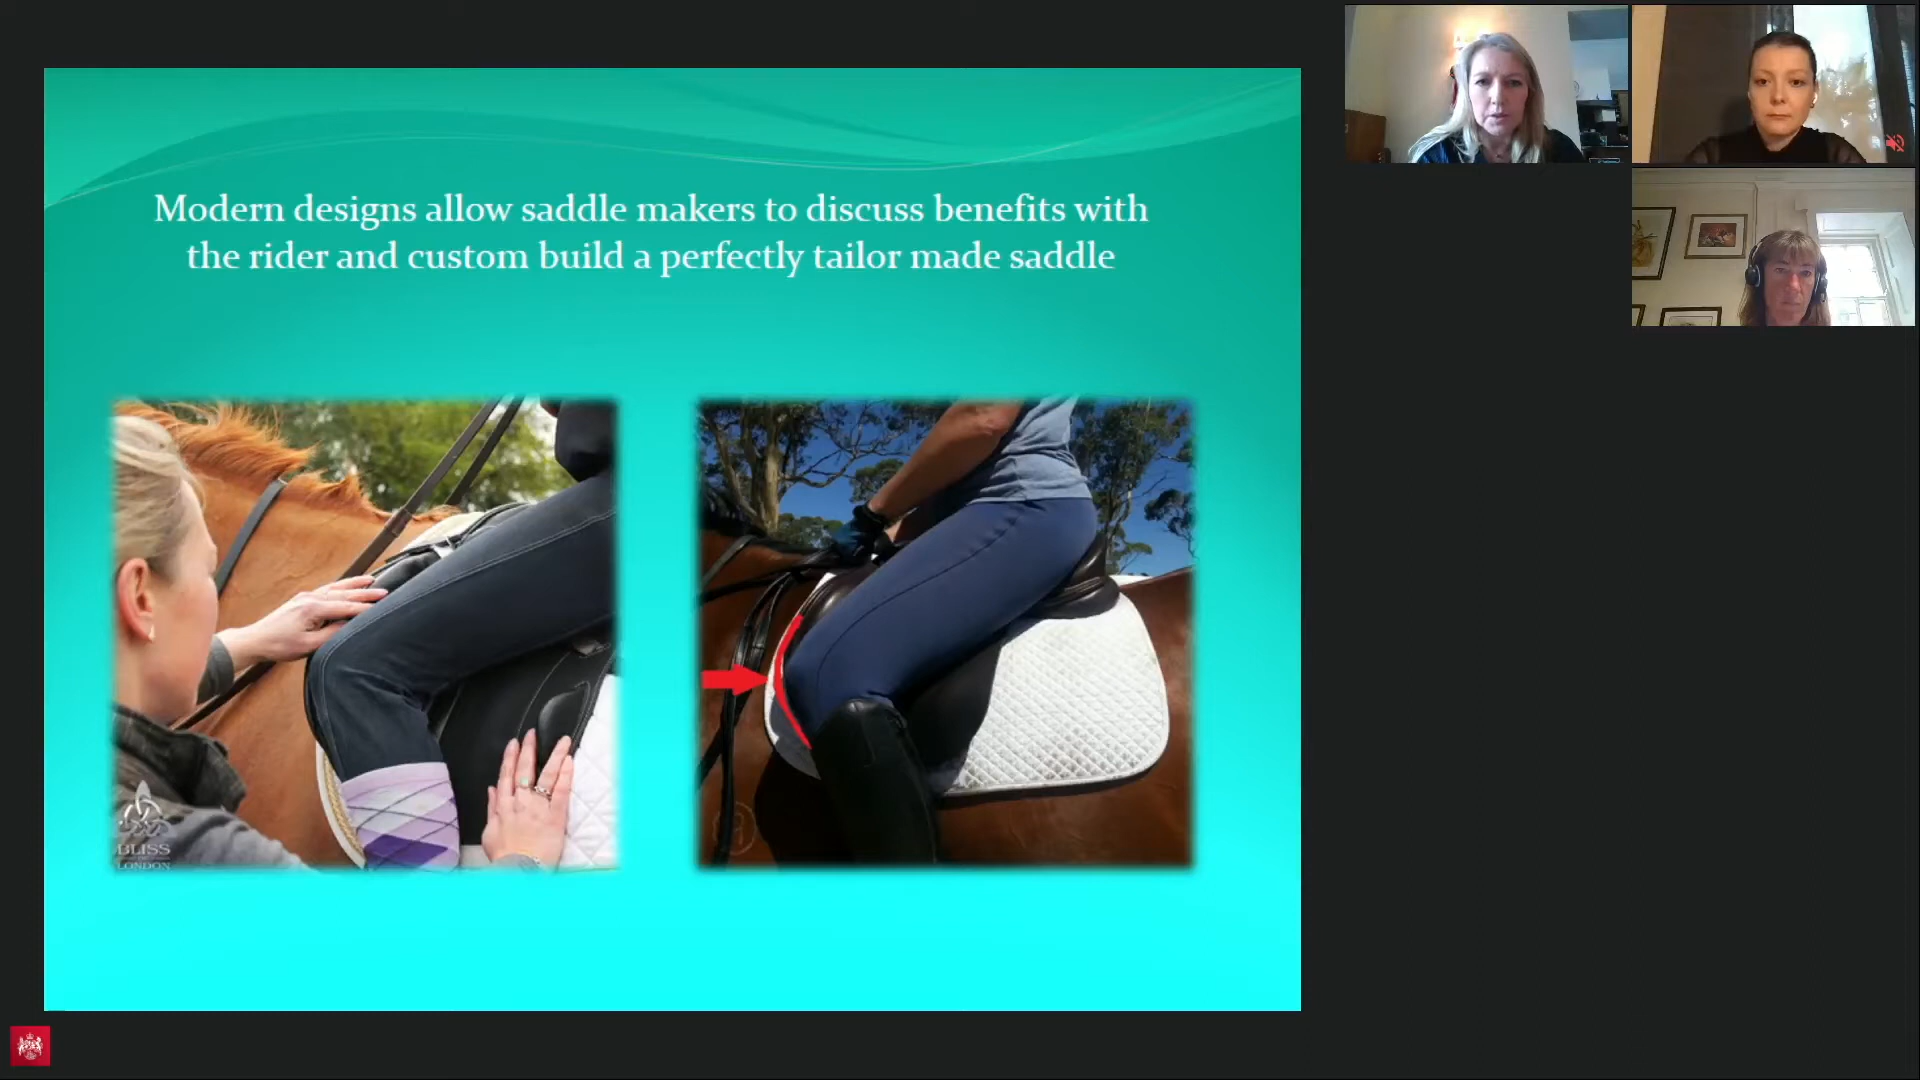 Modern designs allow saddle makers to discuss benefits with
the rider and custom build a perfectly tailor made saddle
BLISS
LONDON